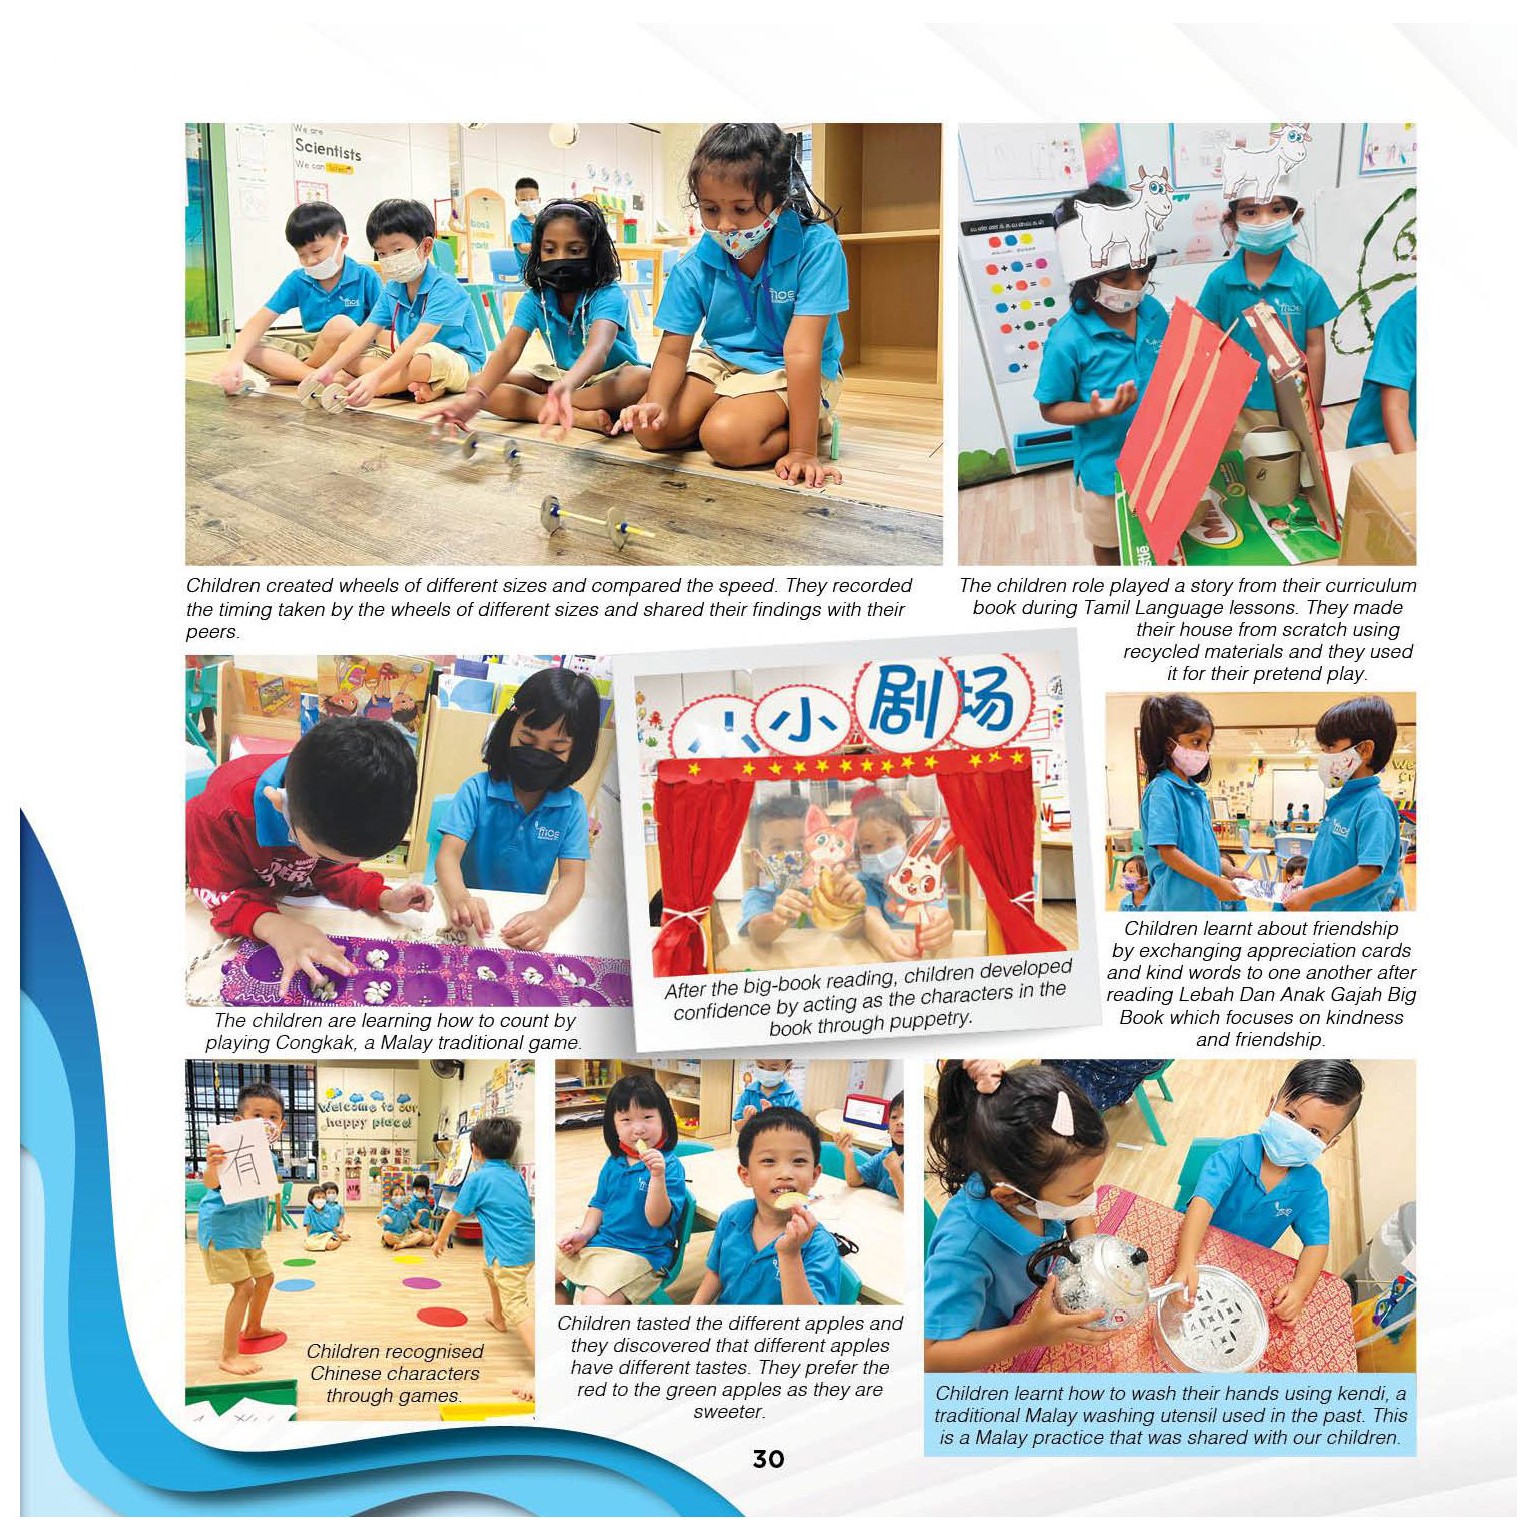 We are
Scientists
We can
moe
Children created wheels of different sizes and compared the speed. They recorded
the timing taken by the wheels of different sizes and shared their findings with their
peers.
moe
The children role played a story from their curriculum
book during Tamil Language lessons. They made
their house from scratch using
recycled materials and they used
it for their pretend play.
moe
The children are learning how to count by
playing Congkak, a Malay traditional game.
小
剧
场
After the big-book reading, children developed
confidence by acting as the characters in the
book through puppetry.
moe
Children learnt about friendship
by exchanging appreciation cards
and kind words to one another after
reading Lebah Dan Anak Gajah Big
Book which focuses on kindness
and friendship.
Welcome to our
happy place!
有
Children recognised
Chinese characters
through games.
Children tasted the different apples and
they discovered that different apples
have different tastes. They prefer the
red to the green apples as they are
sweeter.
Children learnt how to wash their hands using kendi, a
traditional Malay washing utensil used in the past. This
is a Malay practice that was shared with our children.
30